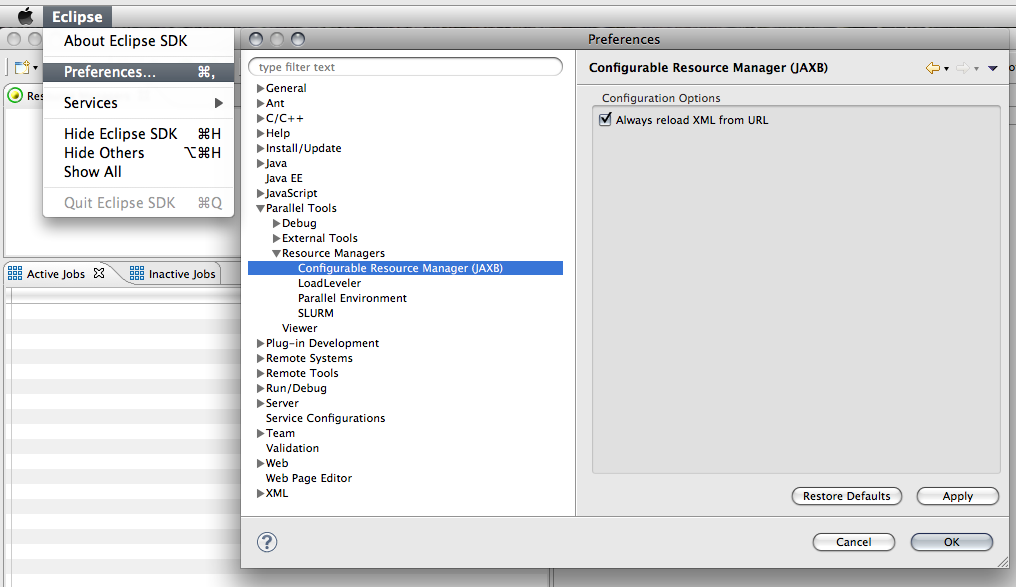 Eclipse
About Eclipse SDK
Preferences... ⌘,
Services
Hide Eclipse SDK ⌘H
Hide Others ⌥⌘H
Show All
Quit Eclipse SDK ⌘Q
Active Jobs
Inactive Jobs
Preferences
type filter text
General
Ant
C/C++
Help
Install/Update
Java
Java EE
JavaScript
Parallel Tools
Debug
External Tools
Resource Managers
Configurable Resource Manager (JAXB)
LoadLeveler
Parallel Environment
SLURM
Viewer
Plug-in Development
Remote Systems
Remote Tools
Run/Debug
Server
Service Configurations
Team
Validation
Web
Web Page Editor
XML
Configurable Resource Manager (JAXB)
Configuration Options
Always reload XML from URL
Restore Defaults
Apply
?
Cancel
OK